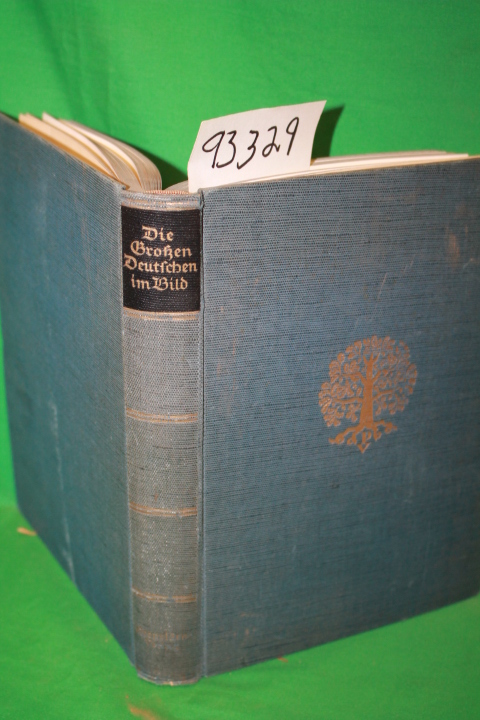 93329
Die
Großen
Deutschen
im Bild